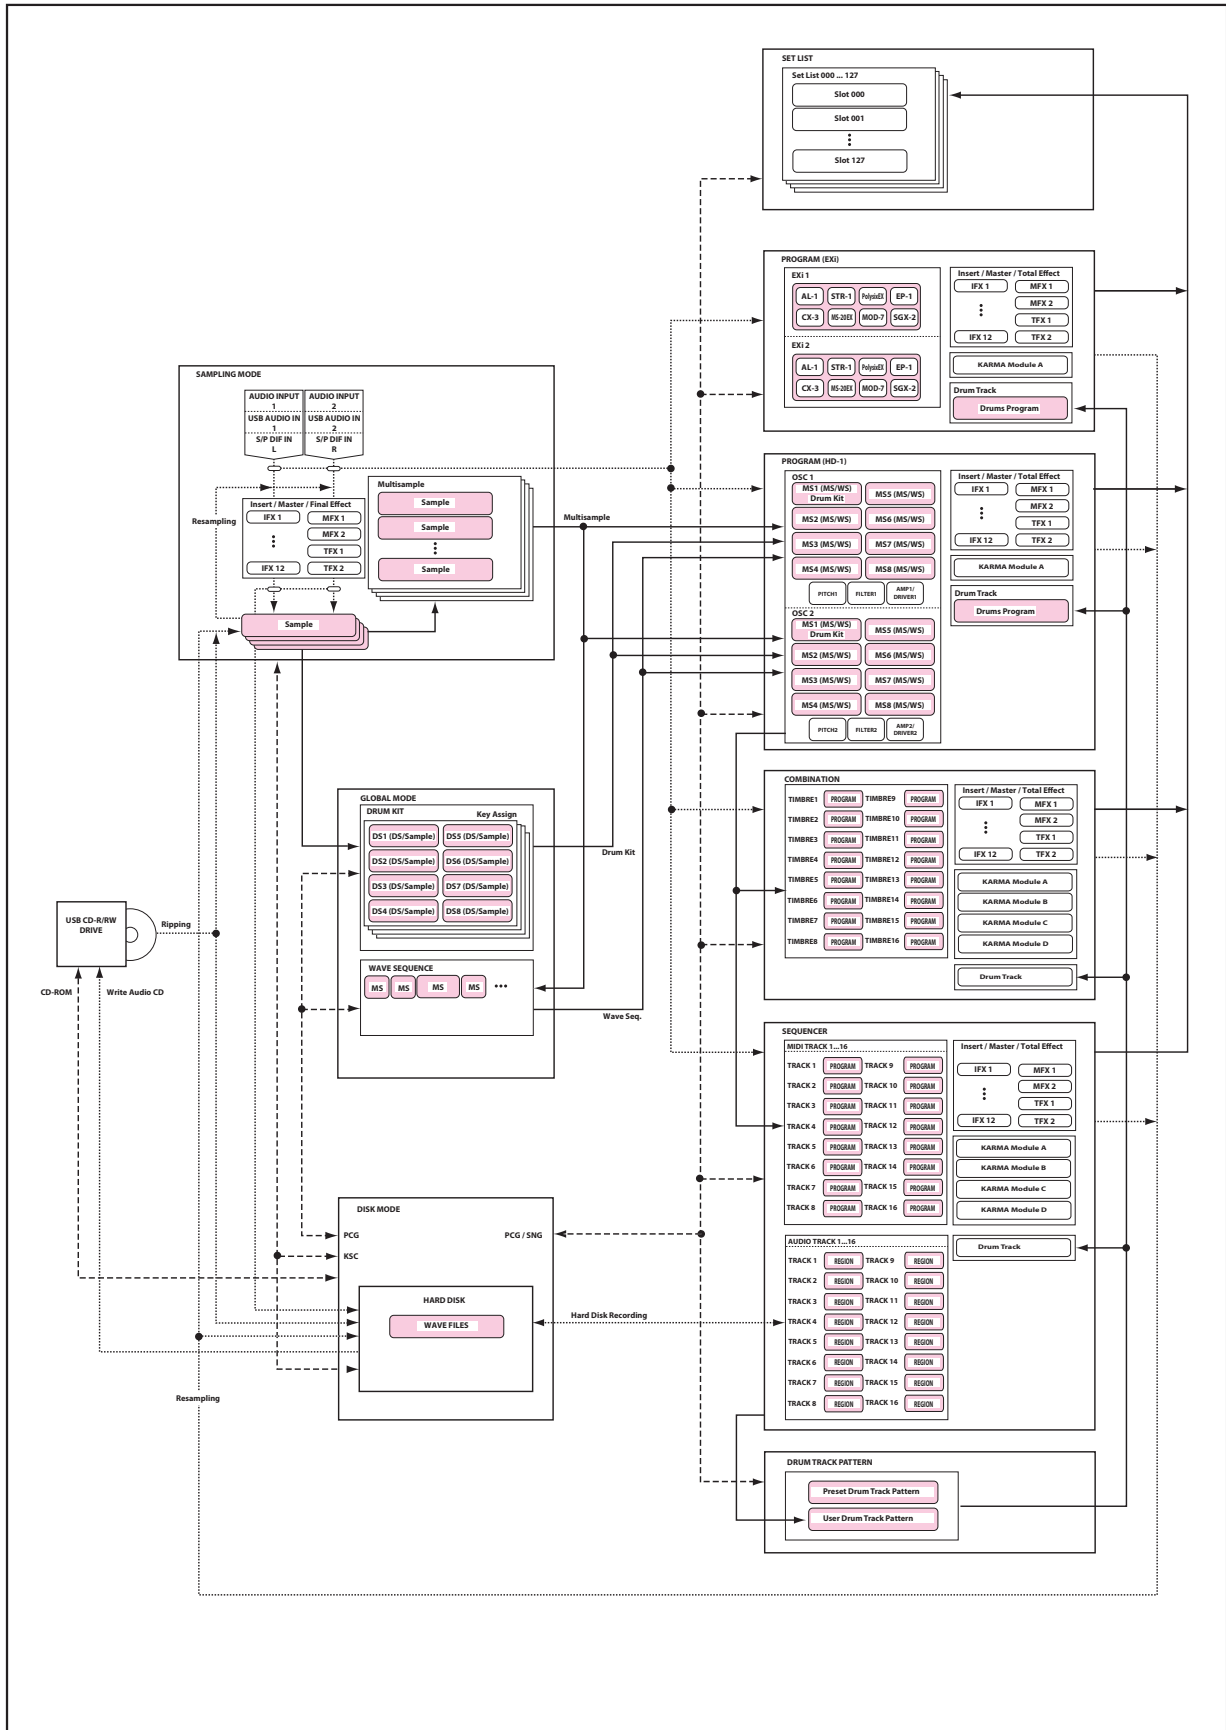 SET LIST
Set List 000 ... 127
Slot 000
Slot 001
Slot 127
PROGRAM (EXi)
EXi 1
AL-1
STR-1
PolysixEX
EP-1
CX-3
MS-20EX
MOD-7
SGX-2
EXi 2
AL-1
STR-1
PolysixEX
EP-1
CX-3
MS-20EX
MOD-7
SGX-2
Insert / Master / Total Effect
IFX 1
MFX 1
MFX 2
TFX 1
IFX 12
TFX 2
KARMA Module A
Drum Track
Drums Program
SAMPLING MODE
AUDIO INPUT
1
AUDIO INPUT
2
USB AUDIO IN
1
USB AUDIO IN
2
S/P DIF IN
L
S/P DIF IN
R
Resampling
Insert / Master / Final Effect
IFX 1
MFX 1
MFX 2
TFX 1
IFX 12
TFX 2
Multisample
Sample
Sample
Sample
Sample
Multisample
PROGRAM (HD-1)
OSC 1
MS1 (MS/WS)
Drum Kit
MS5 (MS/WS)
MS2 (MS/WS)
MS6 (MS/WS)
MS3 (MS/WS)
MS7 (MS/WS)
MS4 (MS/WS)
MS8 (MS/WS)
PITCH1
FILTER1
AMP1/
DRIVER1
OSC 2
MS1 (MS/WS)
Drum Kit
MS5 (MS/WS)
MS2 (MS/WS)
MS6 (MS/WS)
MS3 (MS/WS)
MS7 (MS/WS)
MS4 (MS/WS)
MS8 (MS/WS)
PITCH2
FILTER2
AMP2/
DRIVER2
Insert / Master / Total Effect
IFX 1
MFX 1
MFX 2
TFX 1
IFX 12
TFX 2
KARMA Module A
Drum Track
Drums Program
GLOBAL MODE
DRUM KIT
Key Assign
DS1 (DS/Sample)
DS5 (DS/Sample)
DS2 (DS/Sample)
DS6 (DS/Sample)
DS3 (DS/Sample)
DS7 (DS/Sample)
DS4 (DS/Sample)
DS8 (DS/Sample)
Drum Kit
WAVE SEQUENCE
MS
MS
MS
MS
Wave Seq.
USB CD-R/RW
DRIVE
Ripping
CD-ROM
Write Audio CD
COMBINATION
TIMBRE1 PROGRAM TIMBRE9 PROGRAM
TIMBRE2 PROGRAM TIMBRE10 PROGRAM
TIMBRE3 PROGRAM TIMBRE11 PROGRAM
TIMBRE4 PROGRAM TIMBRE12 PROGRAM
TIMBRE5 PROGRAM TIMBRE13 PROGRAM
TIMBRE6 PROGRAM TIMBRE14 PROGRAM
TIMBRE7 PROGRAM TIMBRE15 PROGRAM
TIMBRE8 PROGRAM TIMBRE16 PROGRAM
Insert / Master / Total Effect
IFX 1
MFX 1
MFX 2
TFX 1
IFX 12
TFX 2
KARMA Module A
KARMA Module B
KARMA Module C
KARMA Module D
Drum Track
SEQUENCER
MIDI TRACK 1...16
TRACK 1 PROGRAM TRACK 9 PROGRAM
TRACK 2 PROGRAM TRACK 10 PROGRAM
TRACK 3 PROGRAM TRACK 11 PROGRAM
TRACK 4 PROGRAM TRACK 12 PROGRAM
TRACK 5 PROGRAM TRACK 13 PROGRAM
TRACK 6 PROGRAM TRACK 14 PROGRAM
TRACK 7 PROGRAM TRACK 15 PROGRAM
TRACK 8 PROGRAM TRACK 16 PROGRAM
Insert / Master / Total Effect
IFX 1
MFX 1
MFX 2
TFX 1
IFX 12
TFX 2
KARMA Module A
KARMA Module B
KARMA Module C
KARMA Module D
Drum Track
AUDIO TRACK 1...16
TRACK 1 REGION TRACK 9 REGION
TRACK 2 REGION TRACK 10 REGION
TRACK 3 REGION TRACK 11 REGION
TRACK 4 REGION TRACK 12 REGION
TRACK 5 REGION TRACK 13 REGION
TRACK 6 REGION TRACK 14 REGION
TRACK 7 REGION TRACK 15 REGION
TRACK 8 REGION TRACK 16 REGION
DISK MODE
PCG
PCG / SNG
KSC
HARD DISK
WAVE FILES
Hard Disk Recording
Resampling
DRUM TRACK PATTERN
Preset Drum Track Pattern
User Drum Track Pattern